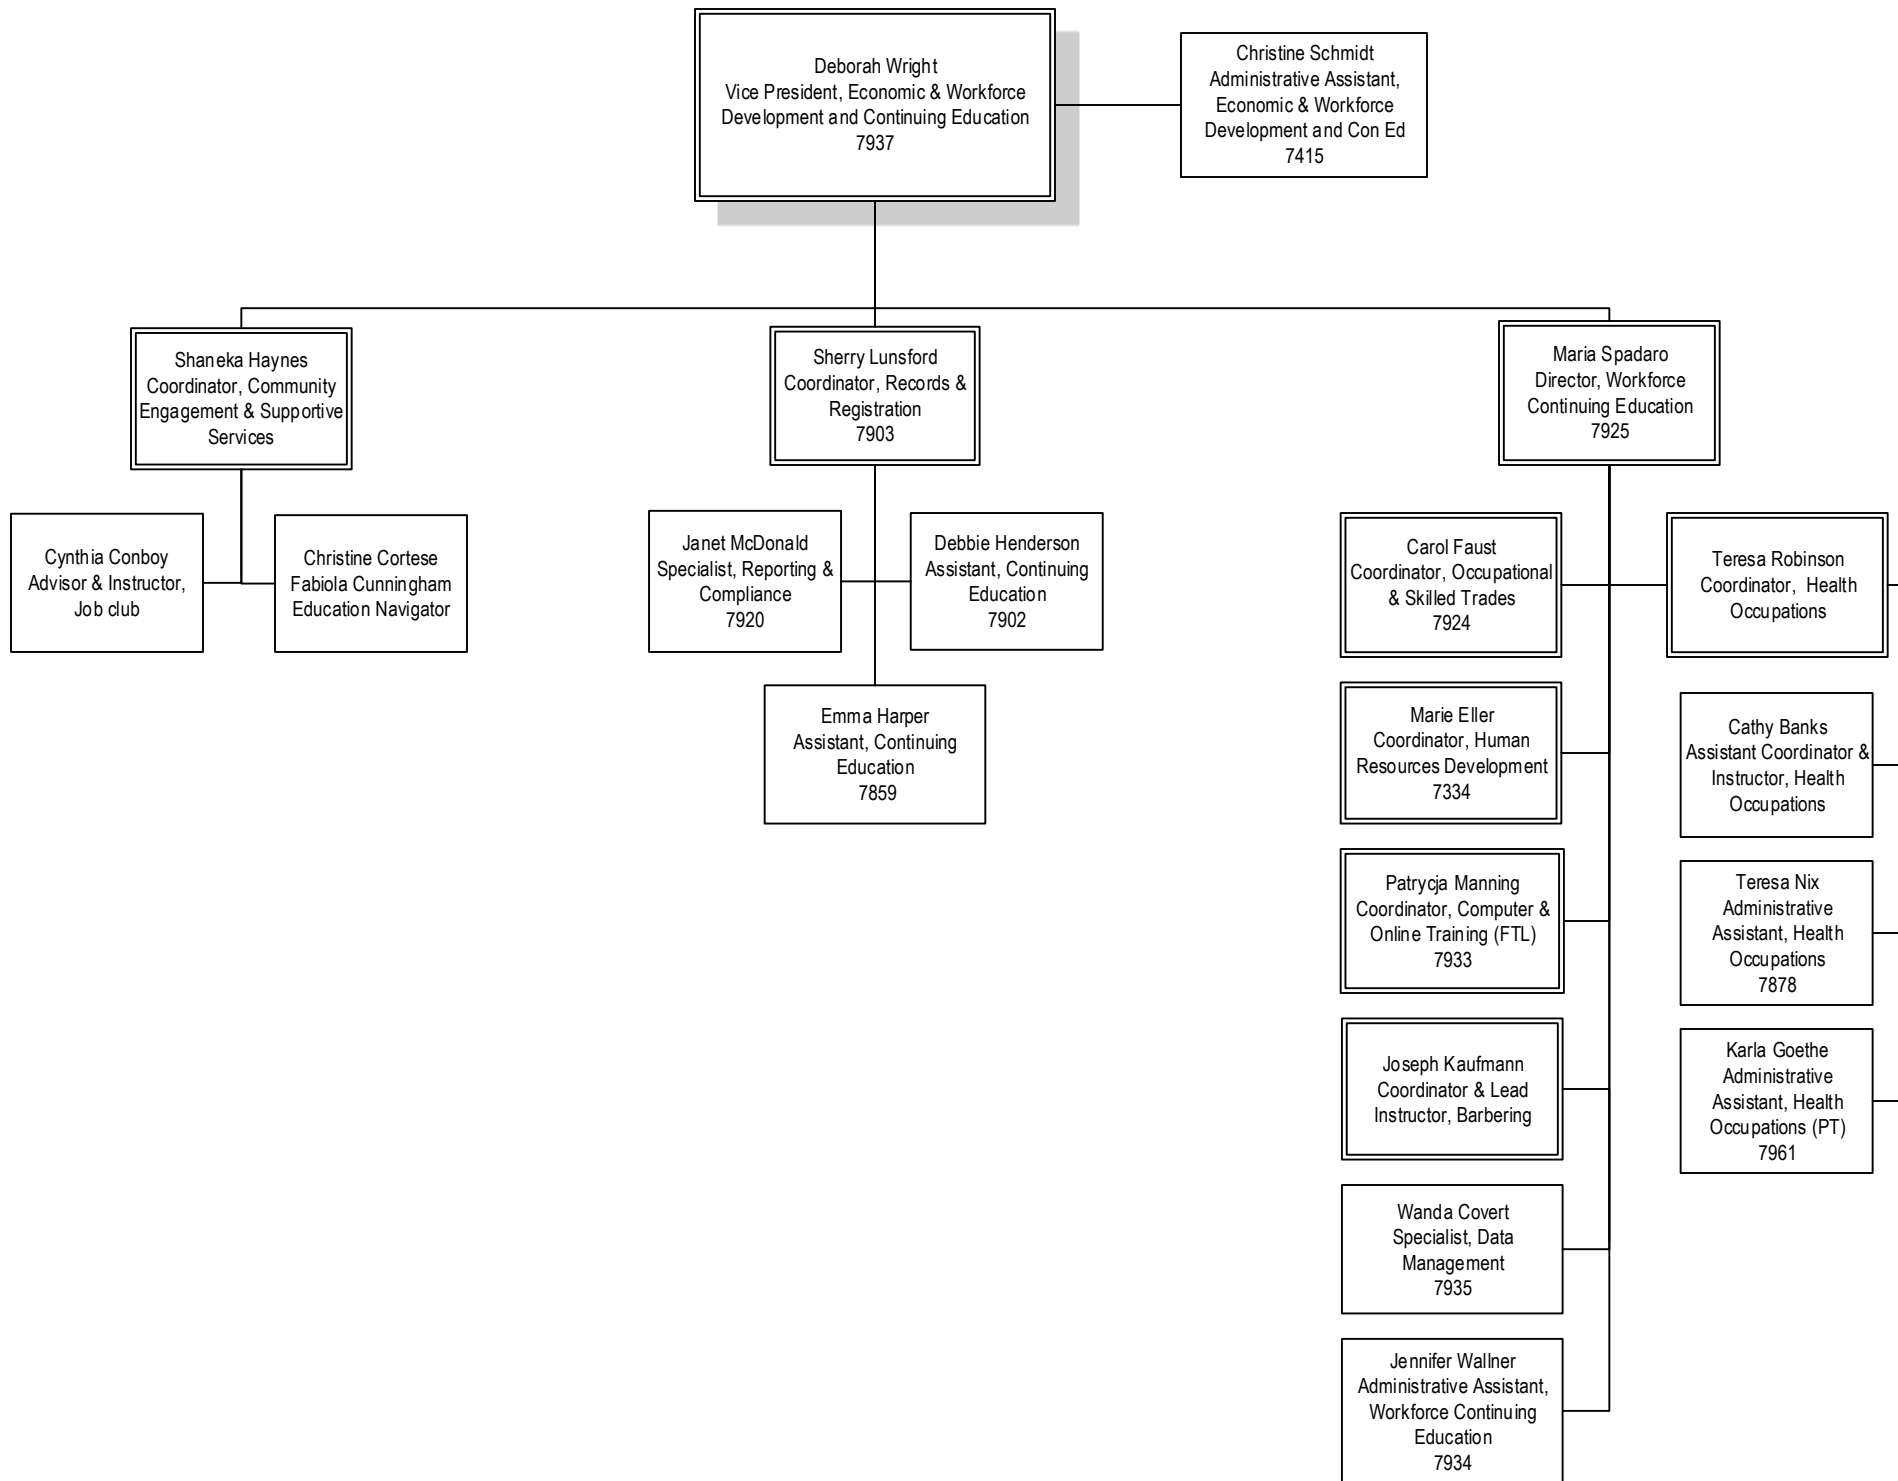 Deborah Wright
Vice President, Economic & Workforce
Development and Continuing Education
7937
Christine Schmidt
Administrative Assistant,
Economic & Workforce
Development and Con Ed
7415
Shaneka Haynes
Coordinator, Community
Engagement & Supportive
Services
Sherry Lunsford
Coordinator, Records &
Registration
7903
Maria Spadaro
Director, Workforce
Continuing Education
7925
Cynthia Conboy
Advisor & Instructor,
Job club
Christine Cortese
Fabiola Cunningham
Education Navigator
Janet McDonald
Specialist, Reporting &
Compliance
7920
Debbie Henderson
Assistant, Continuing
Education
7902
Emma Harper
Assistant, Continuing
Education
7859
Carol Faust
Coordinator, Occupational
& Skilled Trades
7924
Teresa Robinson
Coordinator, Health
Occupations
Marie Eller
Coordinator, Human
Resources Development
7334
Cathy Banks
Assistant Coordinator &
Instructor, Health
Occupations
Patrycja Manning
Coordinator, Computer &
Online Training (FTL)
7933
Teresa Nix
Administrative
Assistant, Health
Occupations
7878
Joseph Kaufmann
Coordinator & Lead
Instructor, Barbering
Karla Goethe
Administrative
Assistant, Health
Occupations (PT)
7961
Wanda Covert
Specialist, Data
Management
7935
Jennifer Wallner
Administrative Assistant,
Workforce Continuing
Education
7934